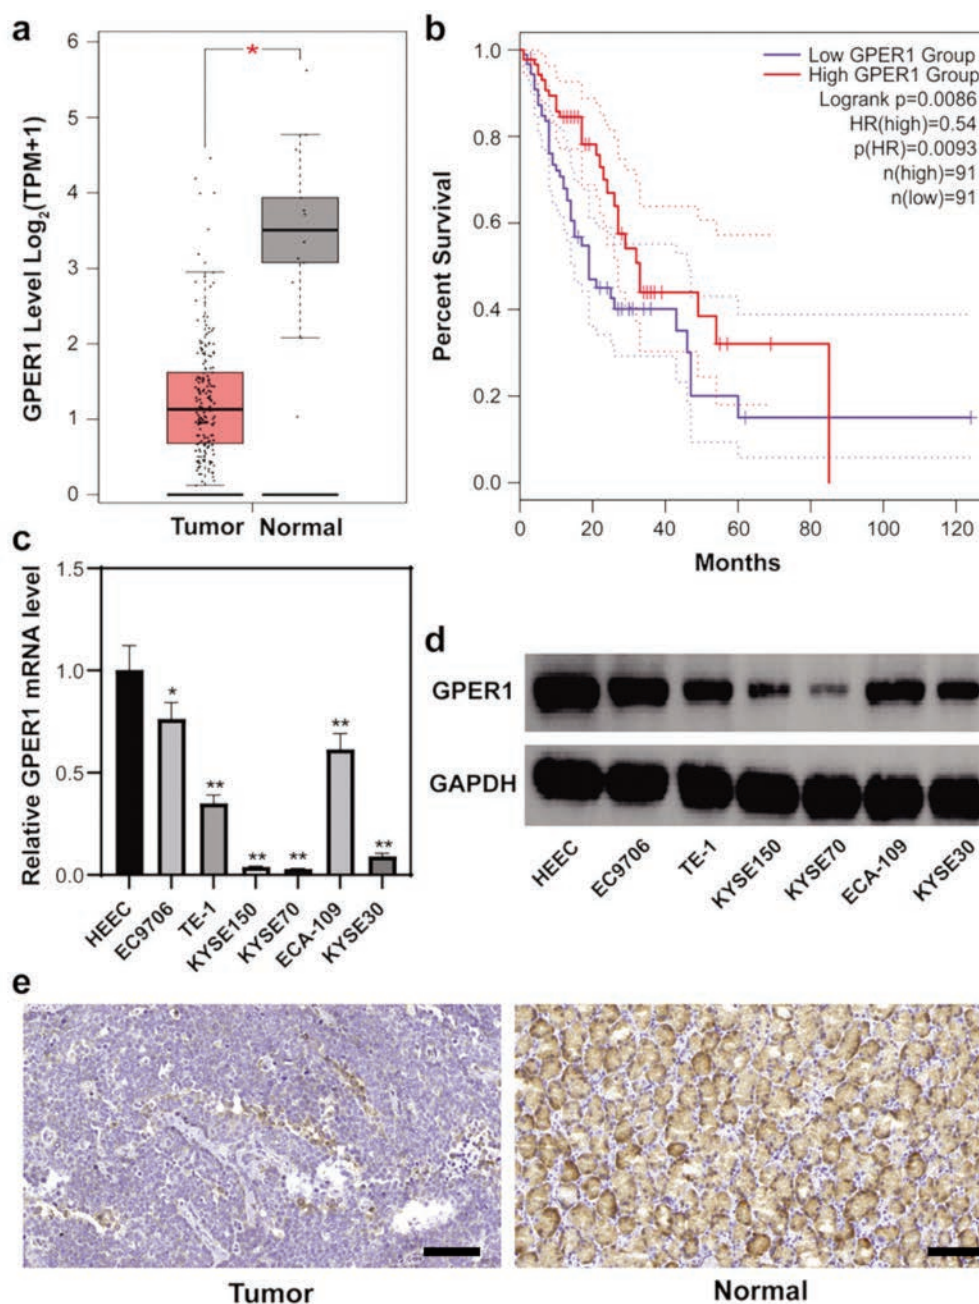 a
GPER1 Level Log2(TPM+1)
6
5
4
3
2
1
0
*
Tumor
Normal
b
Percent Survival
1.0
0.8
0.6
0.4
0.2
0.0
Low GPER1 Group
High GPER1 Group
Logrank p=0.0086
HR(high)=0.54
p(HR)=0.0093
n(high)=91
n(low)=91
0 20 40 60 80 100 120
Months
c
Relative GPER1 mRNA level
1.5
1.0
0.5
0.0
*
**
**
**
**
**
HEEC
EC9706
TE-1
KYSE150
KYSE70
ECA-109
KYSE30
d
GPER1
GAPDH
HEEC
EC9706
TE-1
KYSE150
KYSE70
ECA-109
KYSE30
e
Tumor
Normal